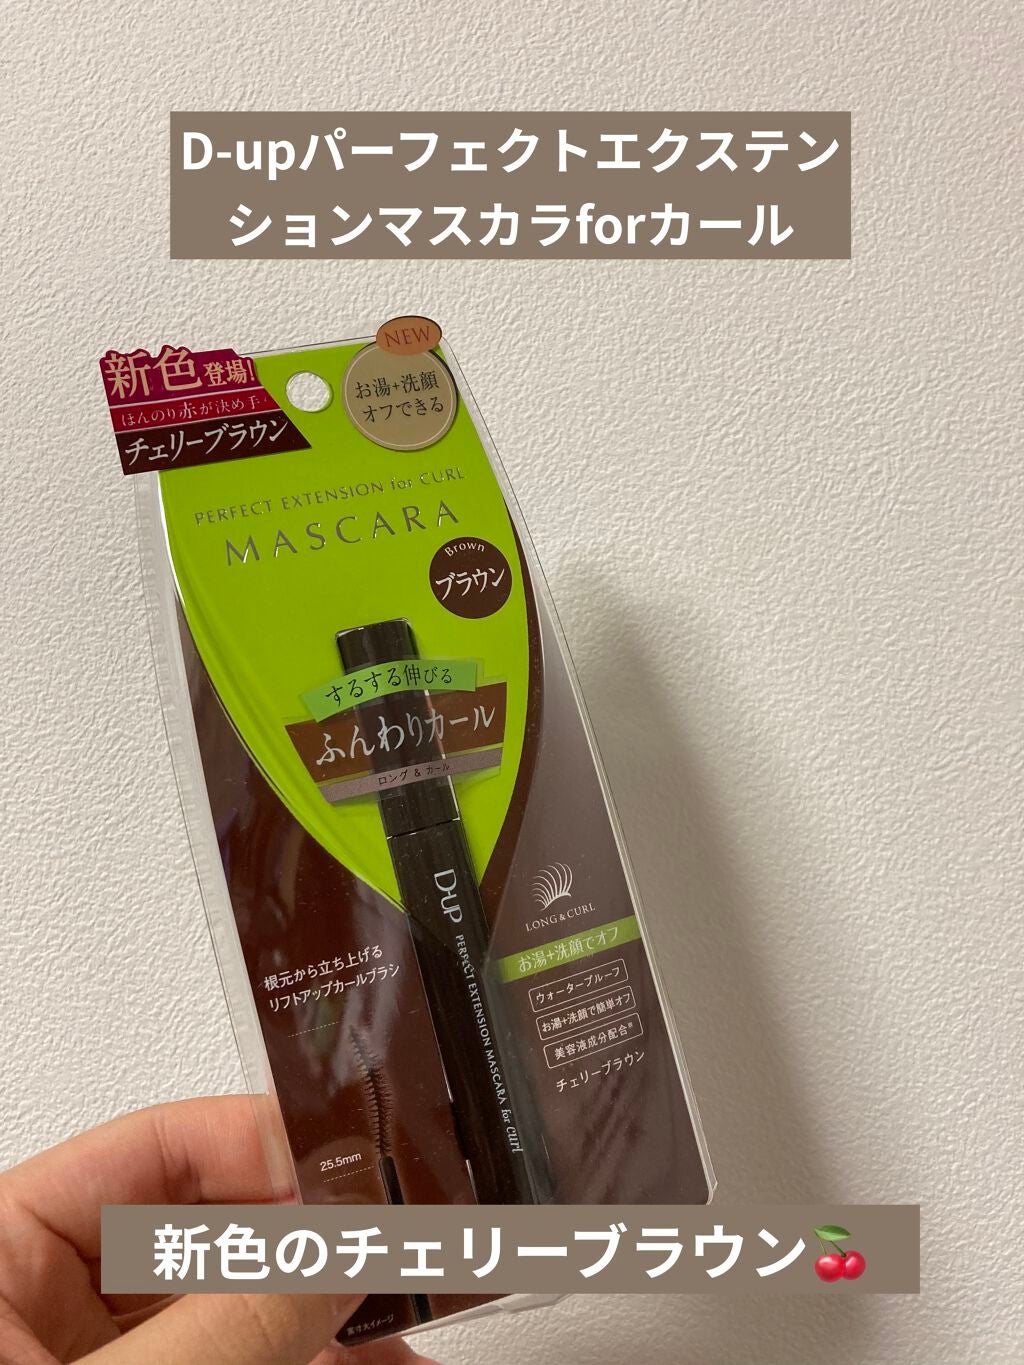 D-upパーフェクトエクステン
ションマスカラforカール
NEW
お湯+洗顔
オフできる
新色登場!
ほんのり赤が決め手♪
チェリーブラウン
PERFECT EXTENSION for CURL
MASCARA
Brown
ブラウン
するする伸びる
ふんわりカール
ロング & カール
D-UP
PERFECT EXTENSION MASCARA for curl
LONG & CURL
お湯+洗顔でオフ
ウォータープルーフ
お湯+洗顔で簡単オフ
美容液成分配合※
チェリーブラウン
根元から立ち上げる
リフトアップカールブラシ
25.5mm
新色のチェリーブラウン🍒
実寸大イメージ